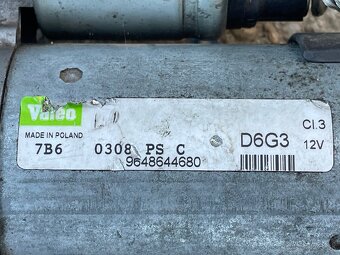 Valeo
MADE IN POLAND
7B6 0308 PS C
9648644680
D6G3
Cl.3
12V